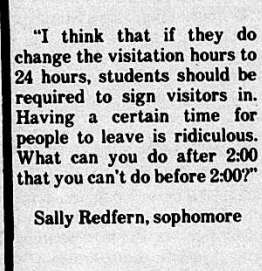 "I think that if they do
change the visitation hours to
24 hours, students should be
required to sign visitors in.
Having a certain time for
people to leave is ridiculous.
What can you do after 2:00
that you can't do before 2:00?"
Sally Redfern, sophomore